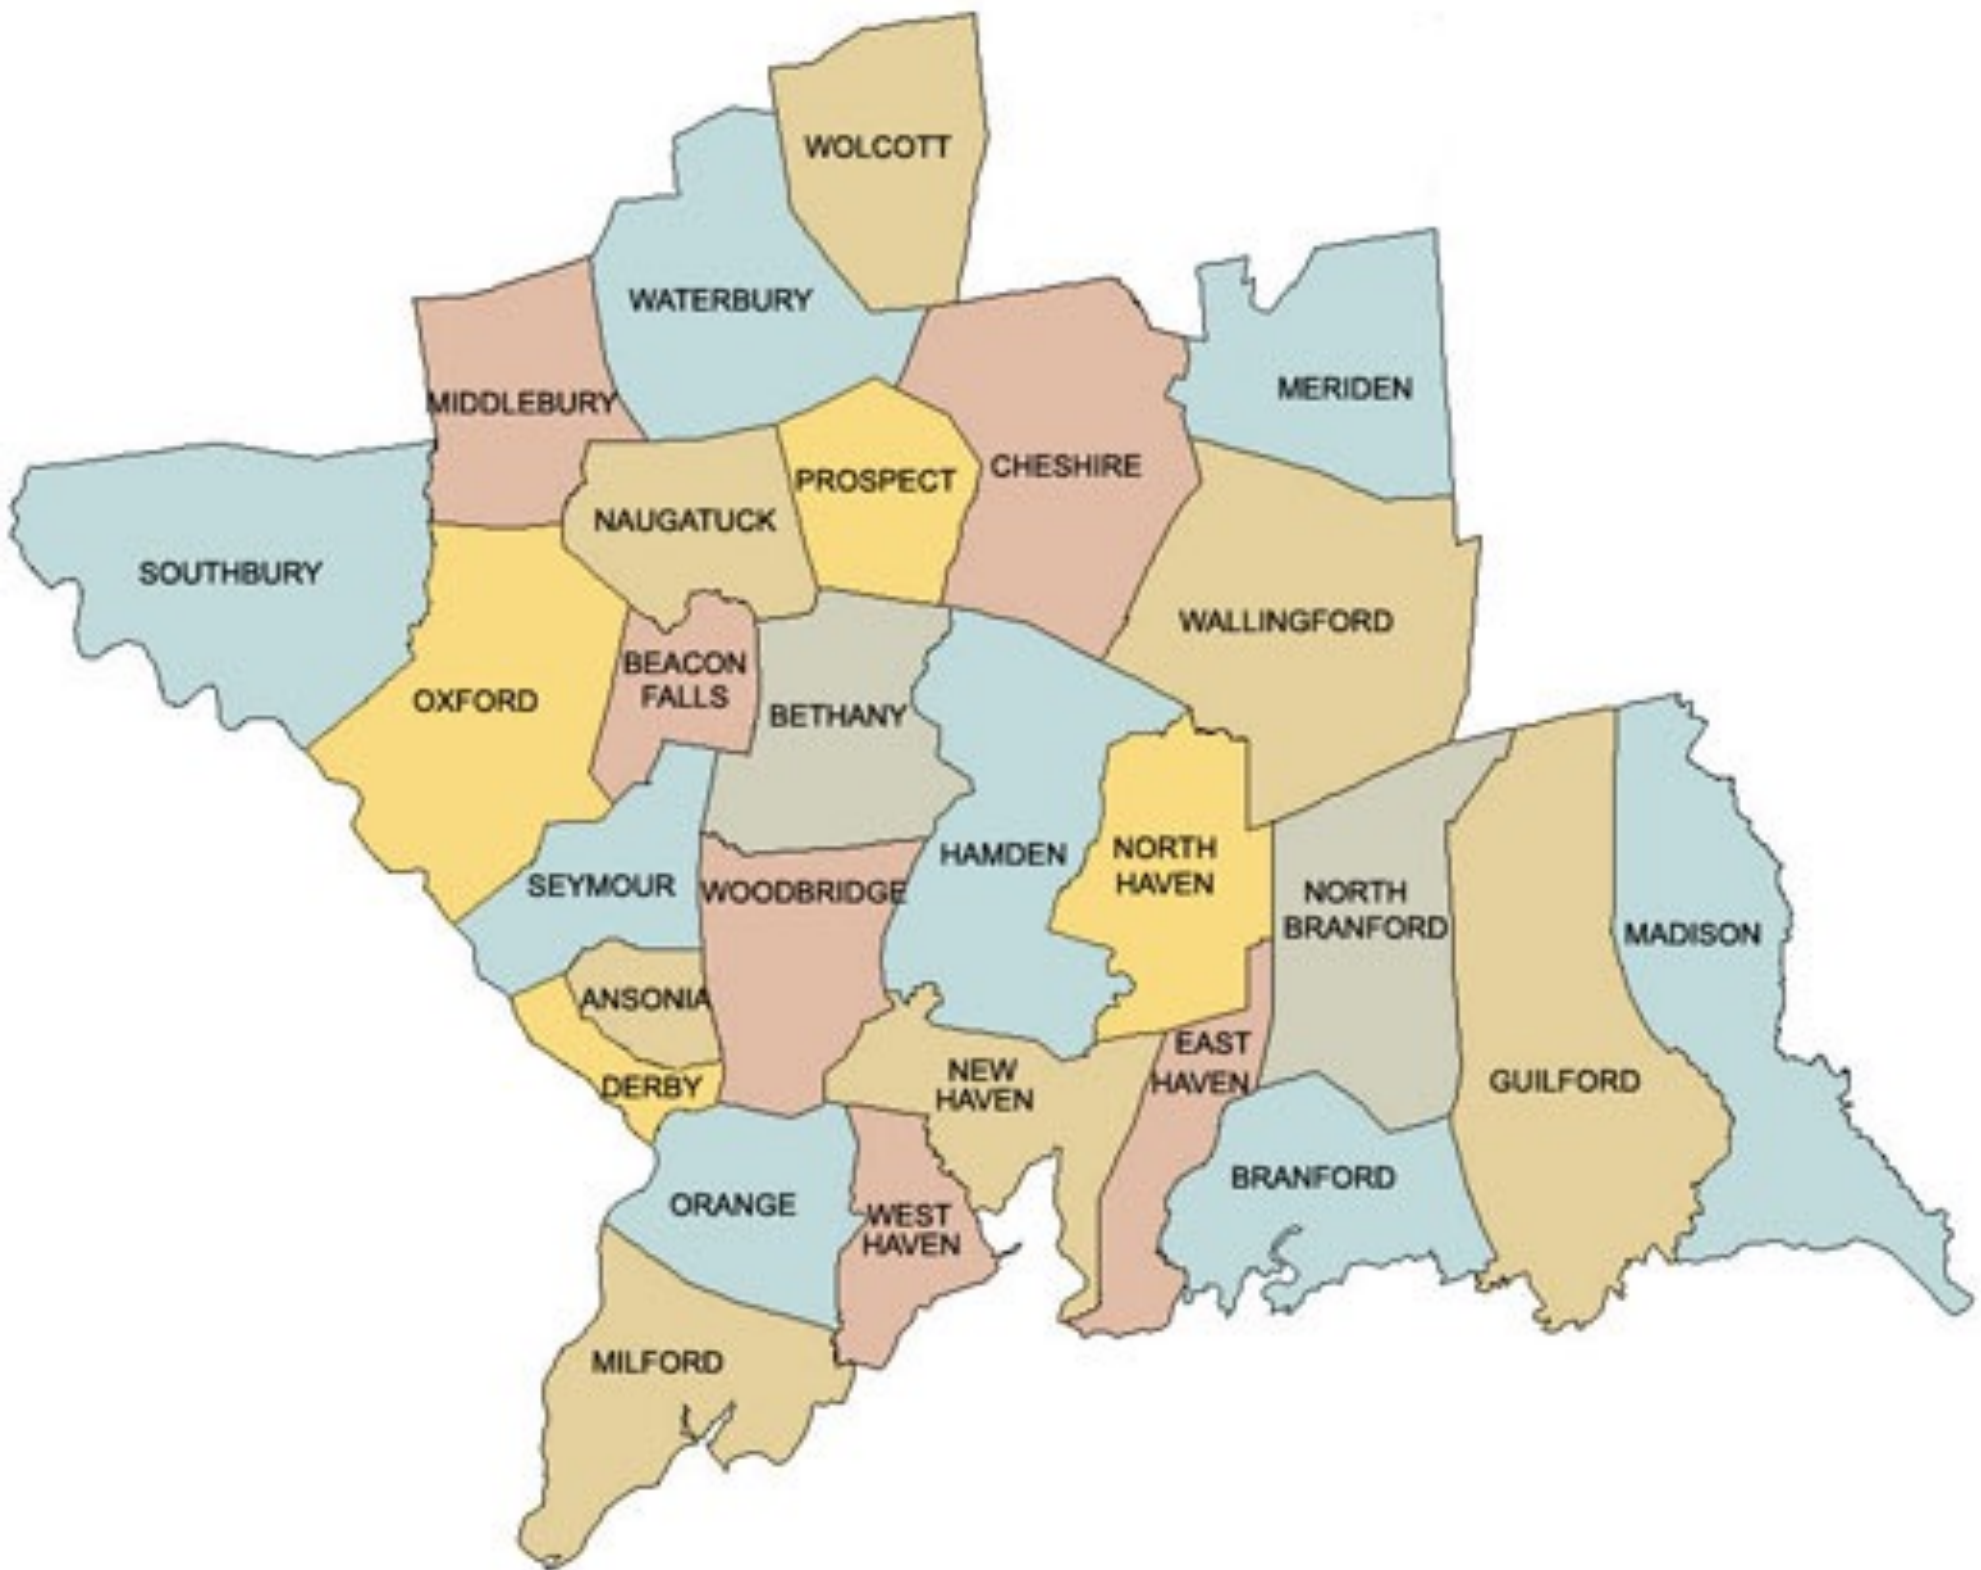 WOLCOTT
WATERBURY
MERIDEN
MIDDLEBURY
CHESHIRE
PROSPECT
NAUGATUCK
SOUTHBURY
WALLINGFORD
BEACON
FALLS
OXFORD
BETHANY
HAMDEN
NORTH
HAVEN
SEYMOUR
WOODBRIDGE
NORTH
BRANFORD
MADISON
ANSONIA
EAST
HAVEN
NEW
HAVEN
DERBY
GUILFORD
BRANFORD
ORANGE
WEST
HAVEN
MILFORD